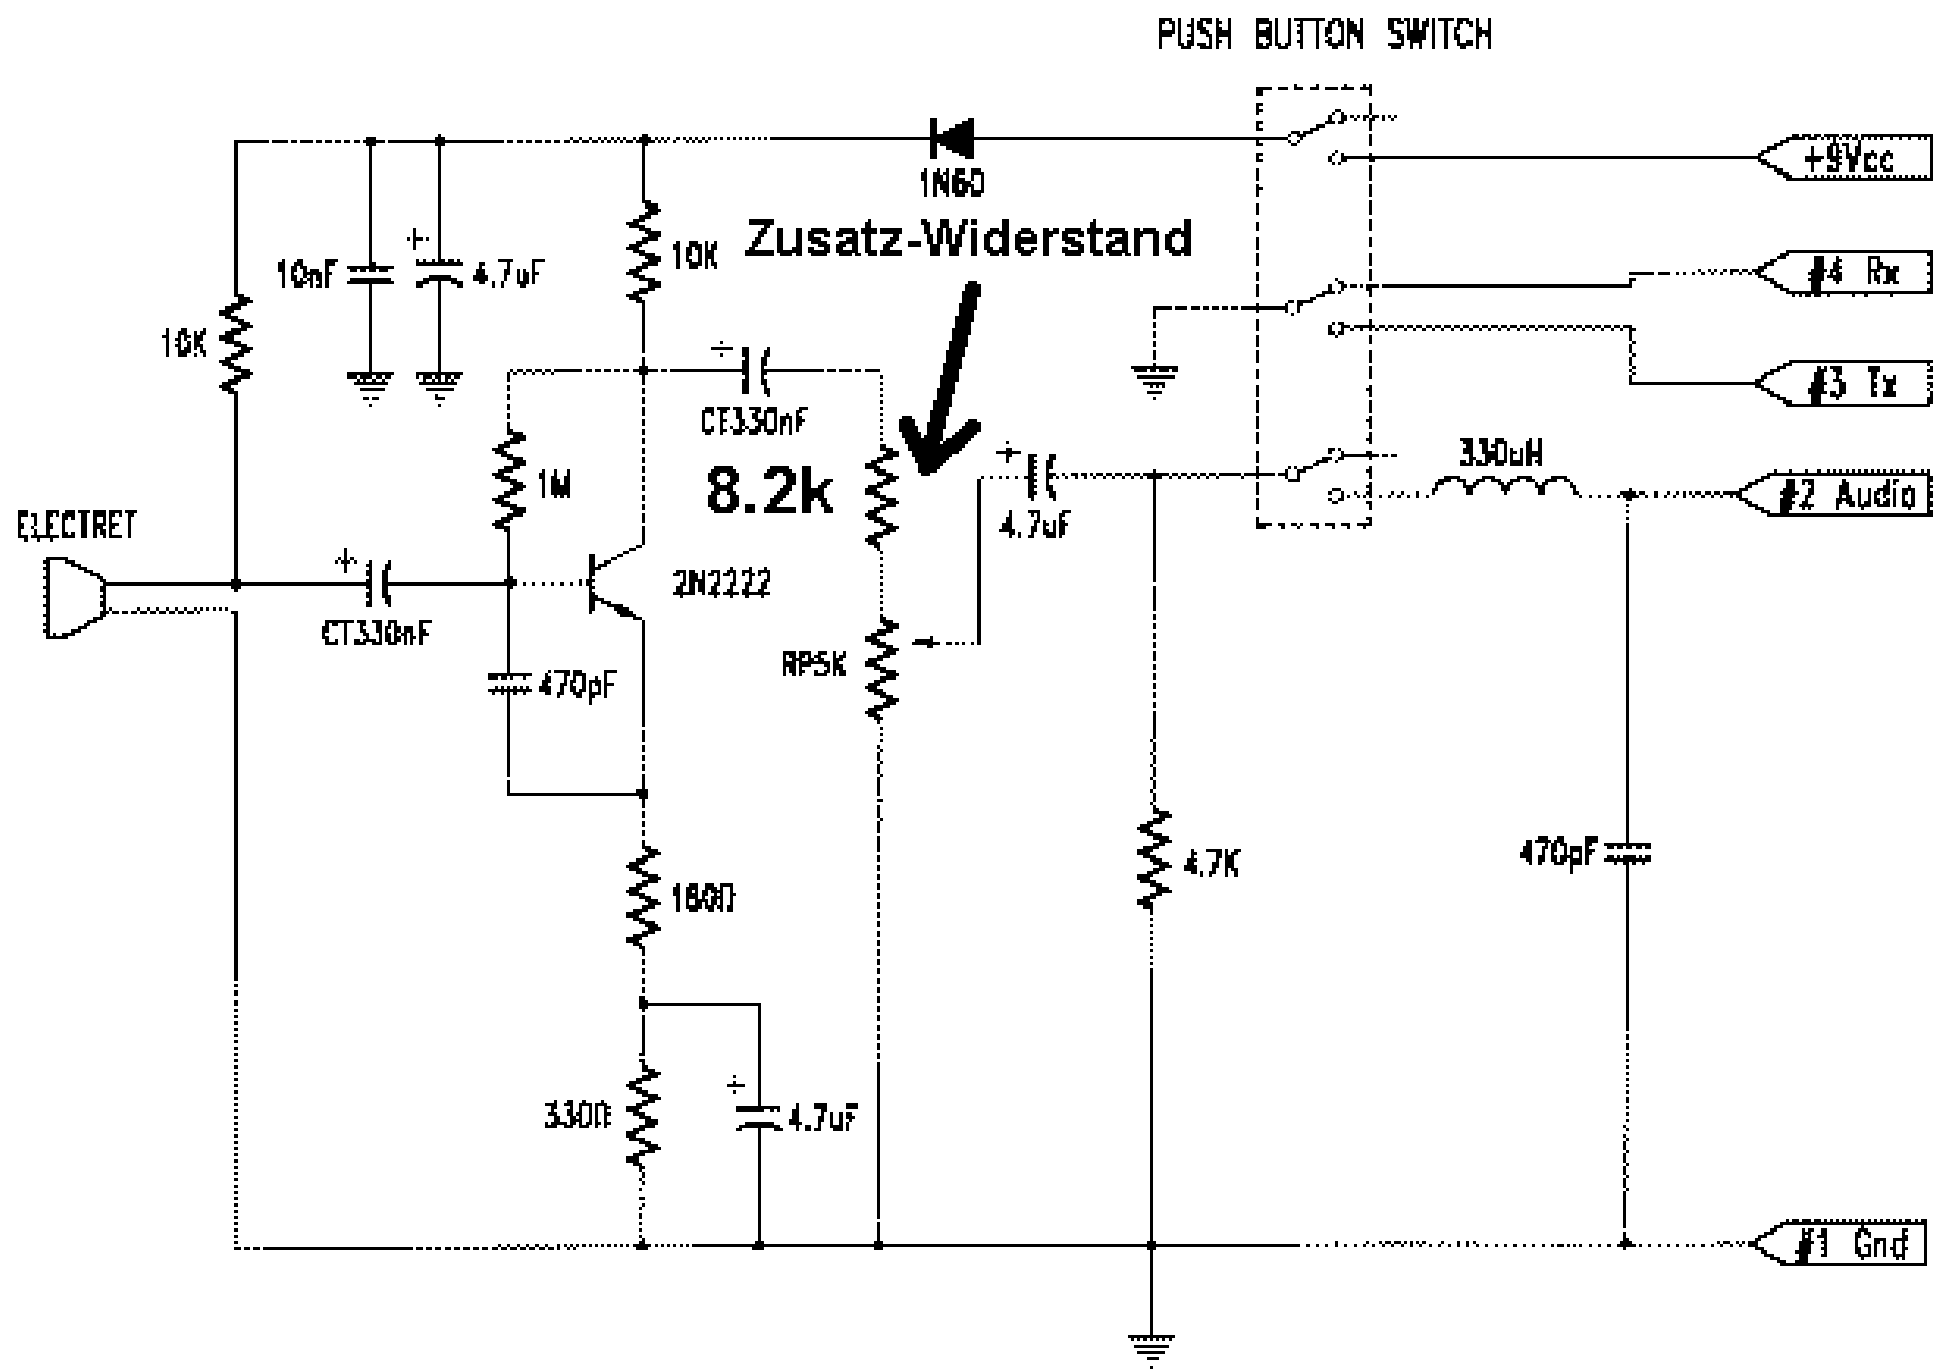 PUSH BUTTON SWITCH
1N60
+9Vcc
Zusatz-Widerstand
10K
10nF
+
4.7uF
#4 Rx
10K
+
CT330nF
#3 Tx
1M
8.2k
+
4.7uF
330uH
#2 Audio
ELECTRET
+
CT330nF
2N2222
RP5K
470pF
4.7K
470pF
330Ω
+
4.7uF
#1 Gnd